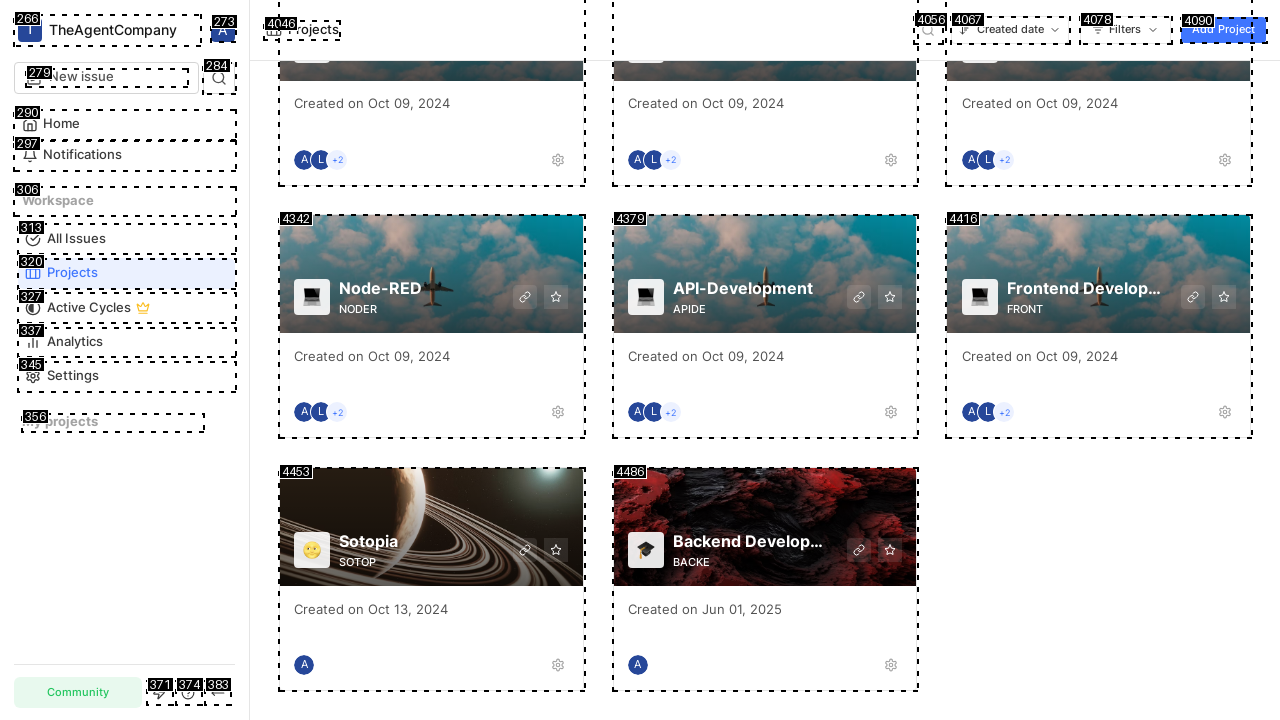 266
T
TheAgentCompany
273
A
279
New issue
284
290
Home
297
Notifications
306
Workspace
313
All Issues
320
Projects
327
Active Cycles
337
Analytics
345
Settings
356
My projects
Community
371
374
383
4046
Projects
4056
4067
Created date
4078
Filters
4090
Add Project
Created on Oct 09, 2024
A L +2
Created on Oct 09, 2024
A L +2
Created on Oct 09, 2024
A L +2
4342
Node-RED
NODER
Created on Oct 09, 2024
A L +2
4379
API-Development
APIDE
Created on Oct 09, 2024
A L +2
4416
Frontend Develop...
FRONT
Created on Oct 09, 2024
A L +2
4453
Sotopia
SOTOP
Created on Oct 13, 2024
A
4486
Backend Develop...
BACKE
Created on Jun 01, 2025
A